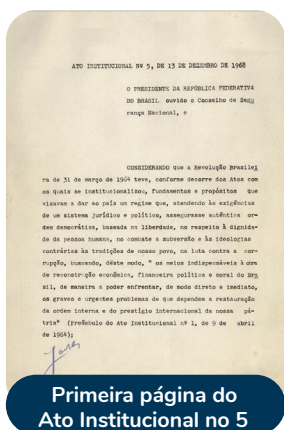 ATO INSTITUCIONAL Nº 5, DE 13 DE DEZEMBRO DE 1968
O PRESIDENTE DA REPÚBLICA FEDERATIVA
DO BRASIL ouvido o Conselho de Segu
rança Nacional, e
CONSIDERANDO que a Revolução Brasilei
ra de 31 de março de 1964 teve, conforme decorre dos Atos com
os quais se institucionalizou, fundamentos e propósitos que
visavam a dar ao país um regime que, atendendo às exigências
de um sistema jurídico e político, assegurasse autêntica or-
dem democrática, baseada na liberdade, no respeito à dignida-
de da pessoa humana, no combate à subversão e às ideologias
contrárias às tradições de nosso povo, na luta contra a cor-
rupção, buscando, dêste modo, " os meios indispensáveis à obra
de reconstrução econômica, financeira política e moral do Bra
sil, de maneira a poder enfrentar, de modo direto e imediato,
os graves e urgentes problemas de que dependem a restauração
da ordem interna e do prestígio internacional da nossa pá-
tria" (Preâmbulo do Ato Institucional nº 1, de 9 de abril
de 1964);
Primeira página do
Ato Institucional no 5